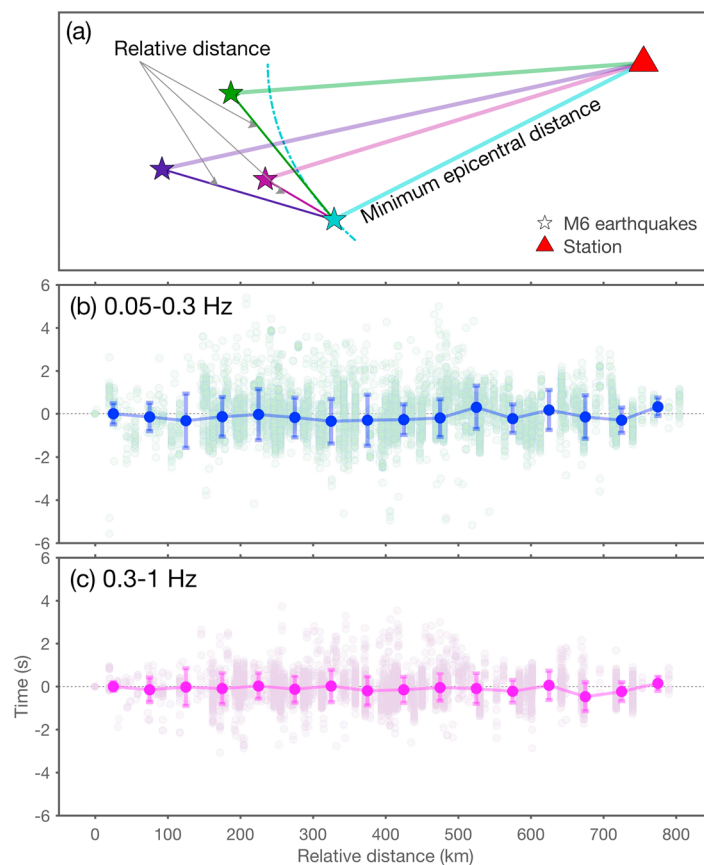 (a)
Relative distance
Minimum epicentral distance
M6 earthquakes
Station
(b) 0.05-0.3 Hz
6
4
2
0
-2
-4
-6
(c) 0.3-1 Hz
6
4
2
0
-2
-4
-6
Time (s)
0 100 200 300 400 500 600 700 800
Relative distance (km)